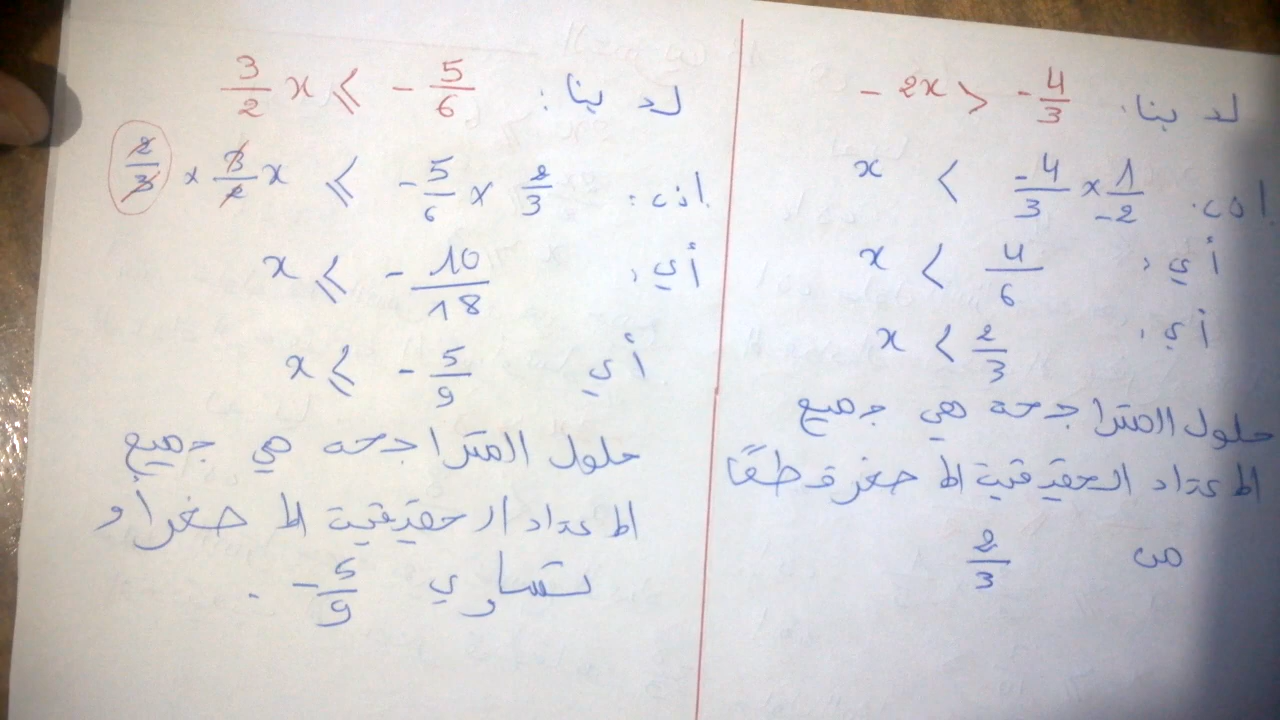 لدينا: -2x > -4/3
إذن: x < -4/3 × 1/-2
أي: x < 4/6
أي: x < 2/3
حلول المتراجحة هي جميع
الأعداد الحقيقية الأصغر قطعًا
من 2/3
لدينا: 3/2 x ⩽ -5/6
إذن: 2/3 × 3/2 x ⩽ -5/6 × 2/3
أي: x ⩽ -10/18
أي x ⩽ -5/9
حلول المتراجحة هي جميع
الأعداد الحقيقية الأصغر أو
تساوي -5/9.